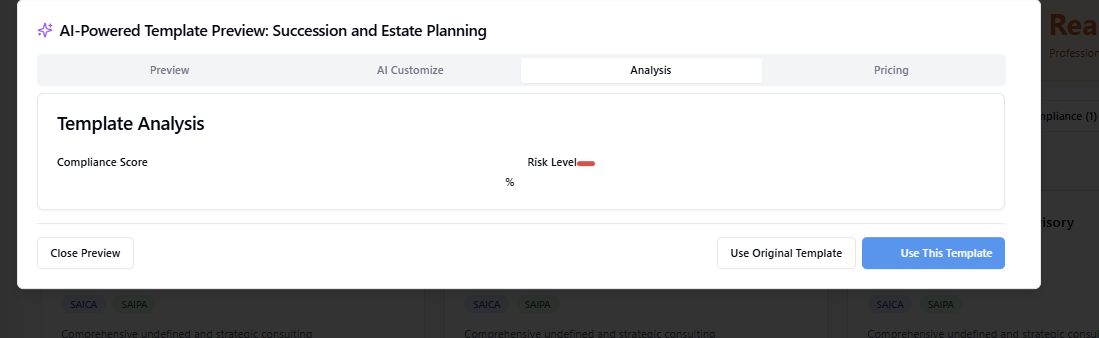 AI-Powered Template Preview: Succession and Estate Planning
Rea
Profession
Preview AI Customize Analysis Pricing
Template Analysis
mpliance (1)
Compliance Score Risk Level
%
isory
Close Preview Use Original Template Use This Template
SAICA SAIPA SAICA SAIPA SAICA SAIPA
Comprehensive undefined and strategic consulting Comprehensive undefined and strategic consulting Comprehensive undefined and strategic consulting